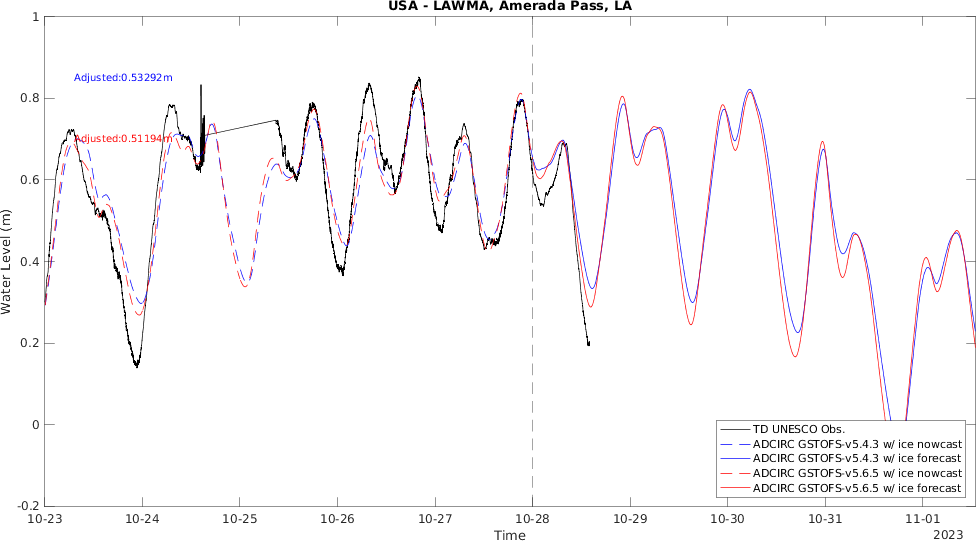 USA - LAWMA, Amerada Pass, LA
1
0.8
0.6
0.4
0.2
0
-0.2
Water Level (m)
Adjusted:0.53292m
Adjusted:0.51194m
TD UNESCO Obs.
ADCIRC GSTOFS-v5.4.3 w/ ice nowcast
ADCIRC GSTOFS-v5.4.3 w/ ice forecast
ADCIRC GSTOFS-v5.6.5 w/ ice nowcast
ADCIRC GSTOFS-v5.6.5 w/ ice forecast
10-23 10-24 10-25 10-26 10-27 10-28 10-29 10-30 10-31 11-01
Time
2023